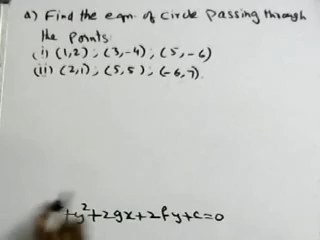 a) Find the eqn. of circle passing through
the points:
(i) (1,2) ; (3,-4) ; (5,-6)
(ii) (2,1) ; (5,5) ; (-6,7)
+y²+2gx+2fy+c=0